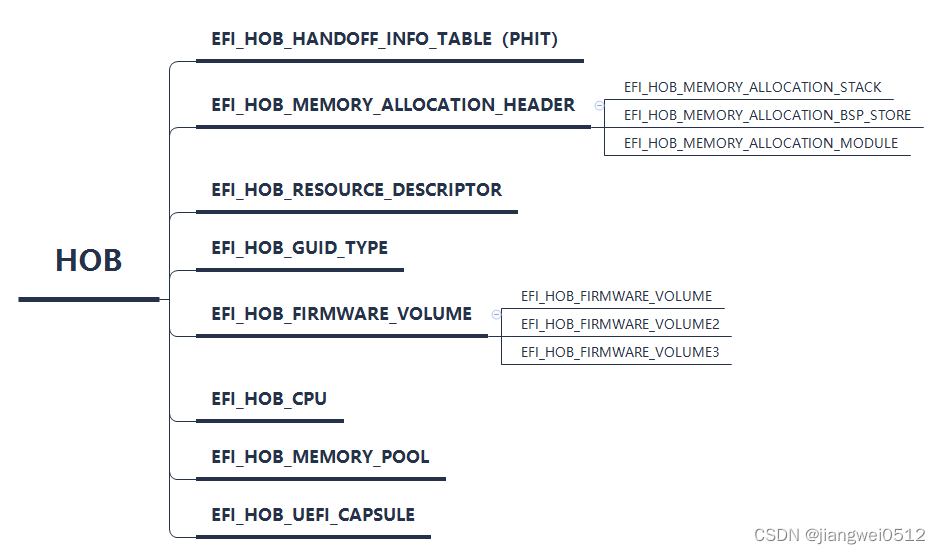 EFI_HOB_HANDOFF_INFO_TABLE（PHIT）
EFI_HOB_MEMORY_ALLOCATION_HEADER
EFI_HOB_MEMORY_ALLOCATION_STACK
EFI_HOB_MEMORY_ALLOCATION_BSP_STORE
EFI_HOB_MEMORY_ALLOCATION_MODULE
EFI_HOB_RESOURCE_DESCRIPTOR
EFI_HOB_GUID_TYPE
HOB
EFI_HOB_FIRMWARE_VOLUME
EFI_HOB_FIRMWARE_VOLUME
EFI_HOB_FIRMWARE_VOLUME2
EFI_HOB_FIRMWARE_VOLUME3
EFI_HOB_CPU
EFI_HOB_MEMORY_POOL
EFI_HOB_UEFI_CAPSULE
CSDN @jiangwei0512